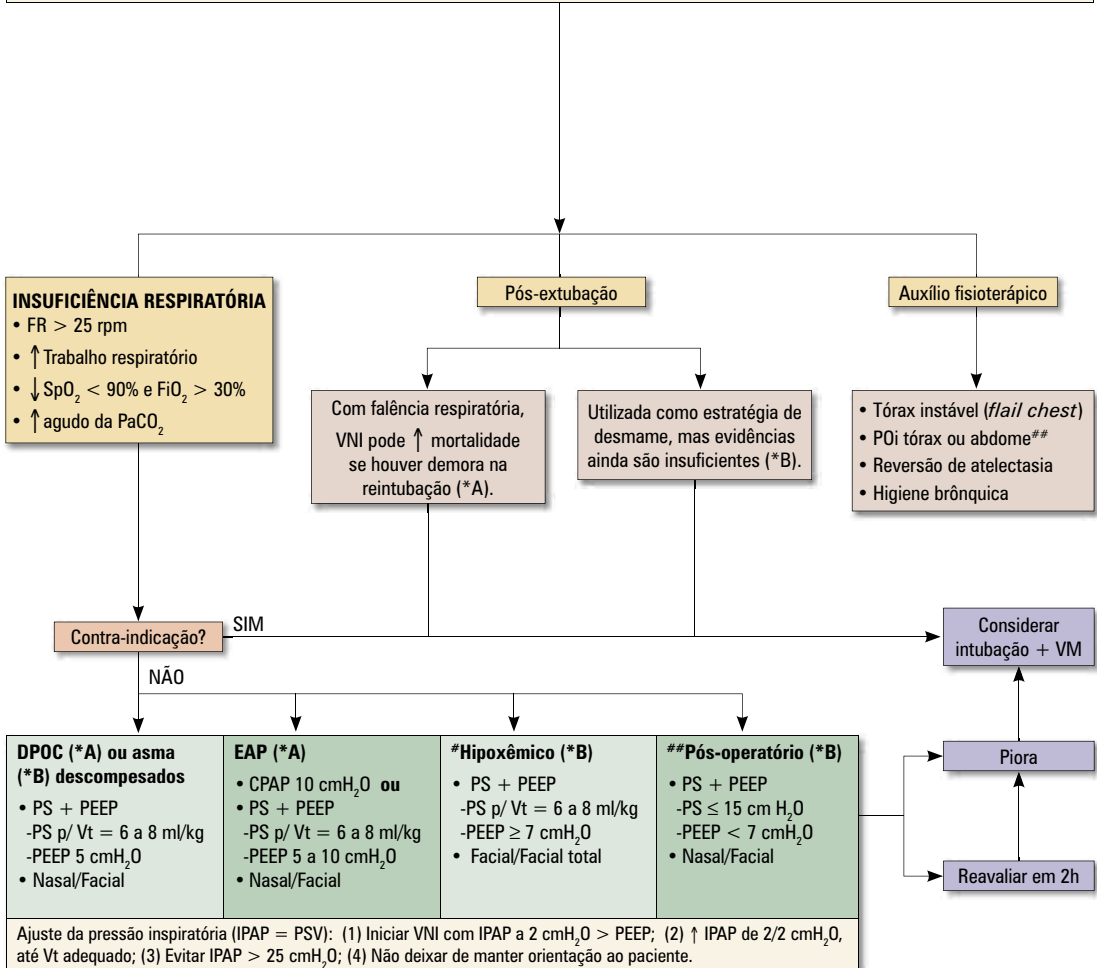 INSUFICIÊNCIA RESPIRATÓRIA
• FR > 25 rpm
• ↑ Trabalho respiratório
• ↓ SpO₂ < 90% e FiO₂ > 30%
• ↑ agudo da PaCO₂
Pós-extubação
Auxílio fisioterápico
Com falência respiratória,
VNI pode ↑ mortalidade
se houver demora na
reintubação (*A).
Utilizada como estratégia de
desmame, mas evidências
ainda são insuficientes (*B).
• Tórax instável (flail chest)
• POi tórax ou abdome##
• Reversão de atelectasia
• Higiene brônquica
Contra-indicação?
SIM
NÃO
Considerar
intubação + VM
DPOC (*A) ou asma
(*B) descompesados
• PS + PEEP
-PS p/ Vt = 6 a 8 ml/kg
-PEEP 5 cmH₂O
• Nasal/Facial
EAP (*A)
• CPAP 10 cmH₂O ou
• PS + PEEP
-PS p/ Vt = 6 a 8 ml/kg
-PEEP 5 a 10 cmH₂O
• Nasal/Facial
#Hipoxêmico (*B)
• PS + PEEP
-PS p/ Vt = 6 a 8 ml/kg
-PEEP ≥ 7 cmH₂O
• Facial/Facial total
##Pós-operatório (*B)
• PS + PEEP
-PS ≤ 15 cm H₂O
-PEEP < 7 cmH₂O
• Nasal/Facial
Piora
Reavaliar em 2h
Ajuste da pressão inspiratória (IPAP = PSV): (1) Iniciar VNI com IPAP a 2 cmH₂O > PEEP; (2) ↑ IPAP de 2/2 cmH₂O,
até Vt adequado; (3) Evitar IPAP > 25 cmH₂O; (4) Não deixar de manter orientação ao paciente.